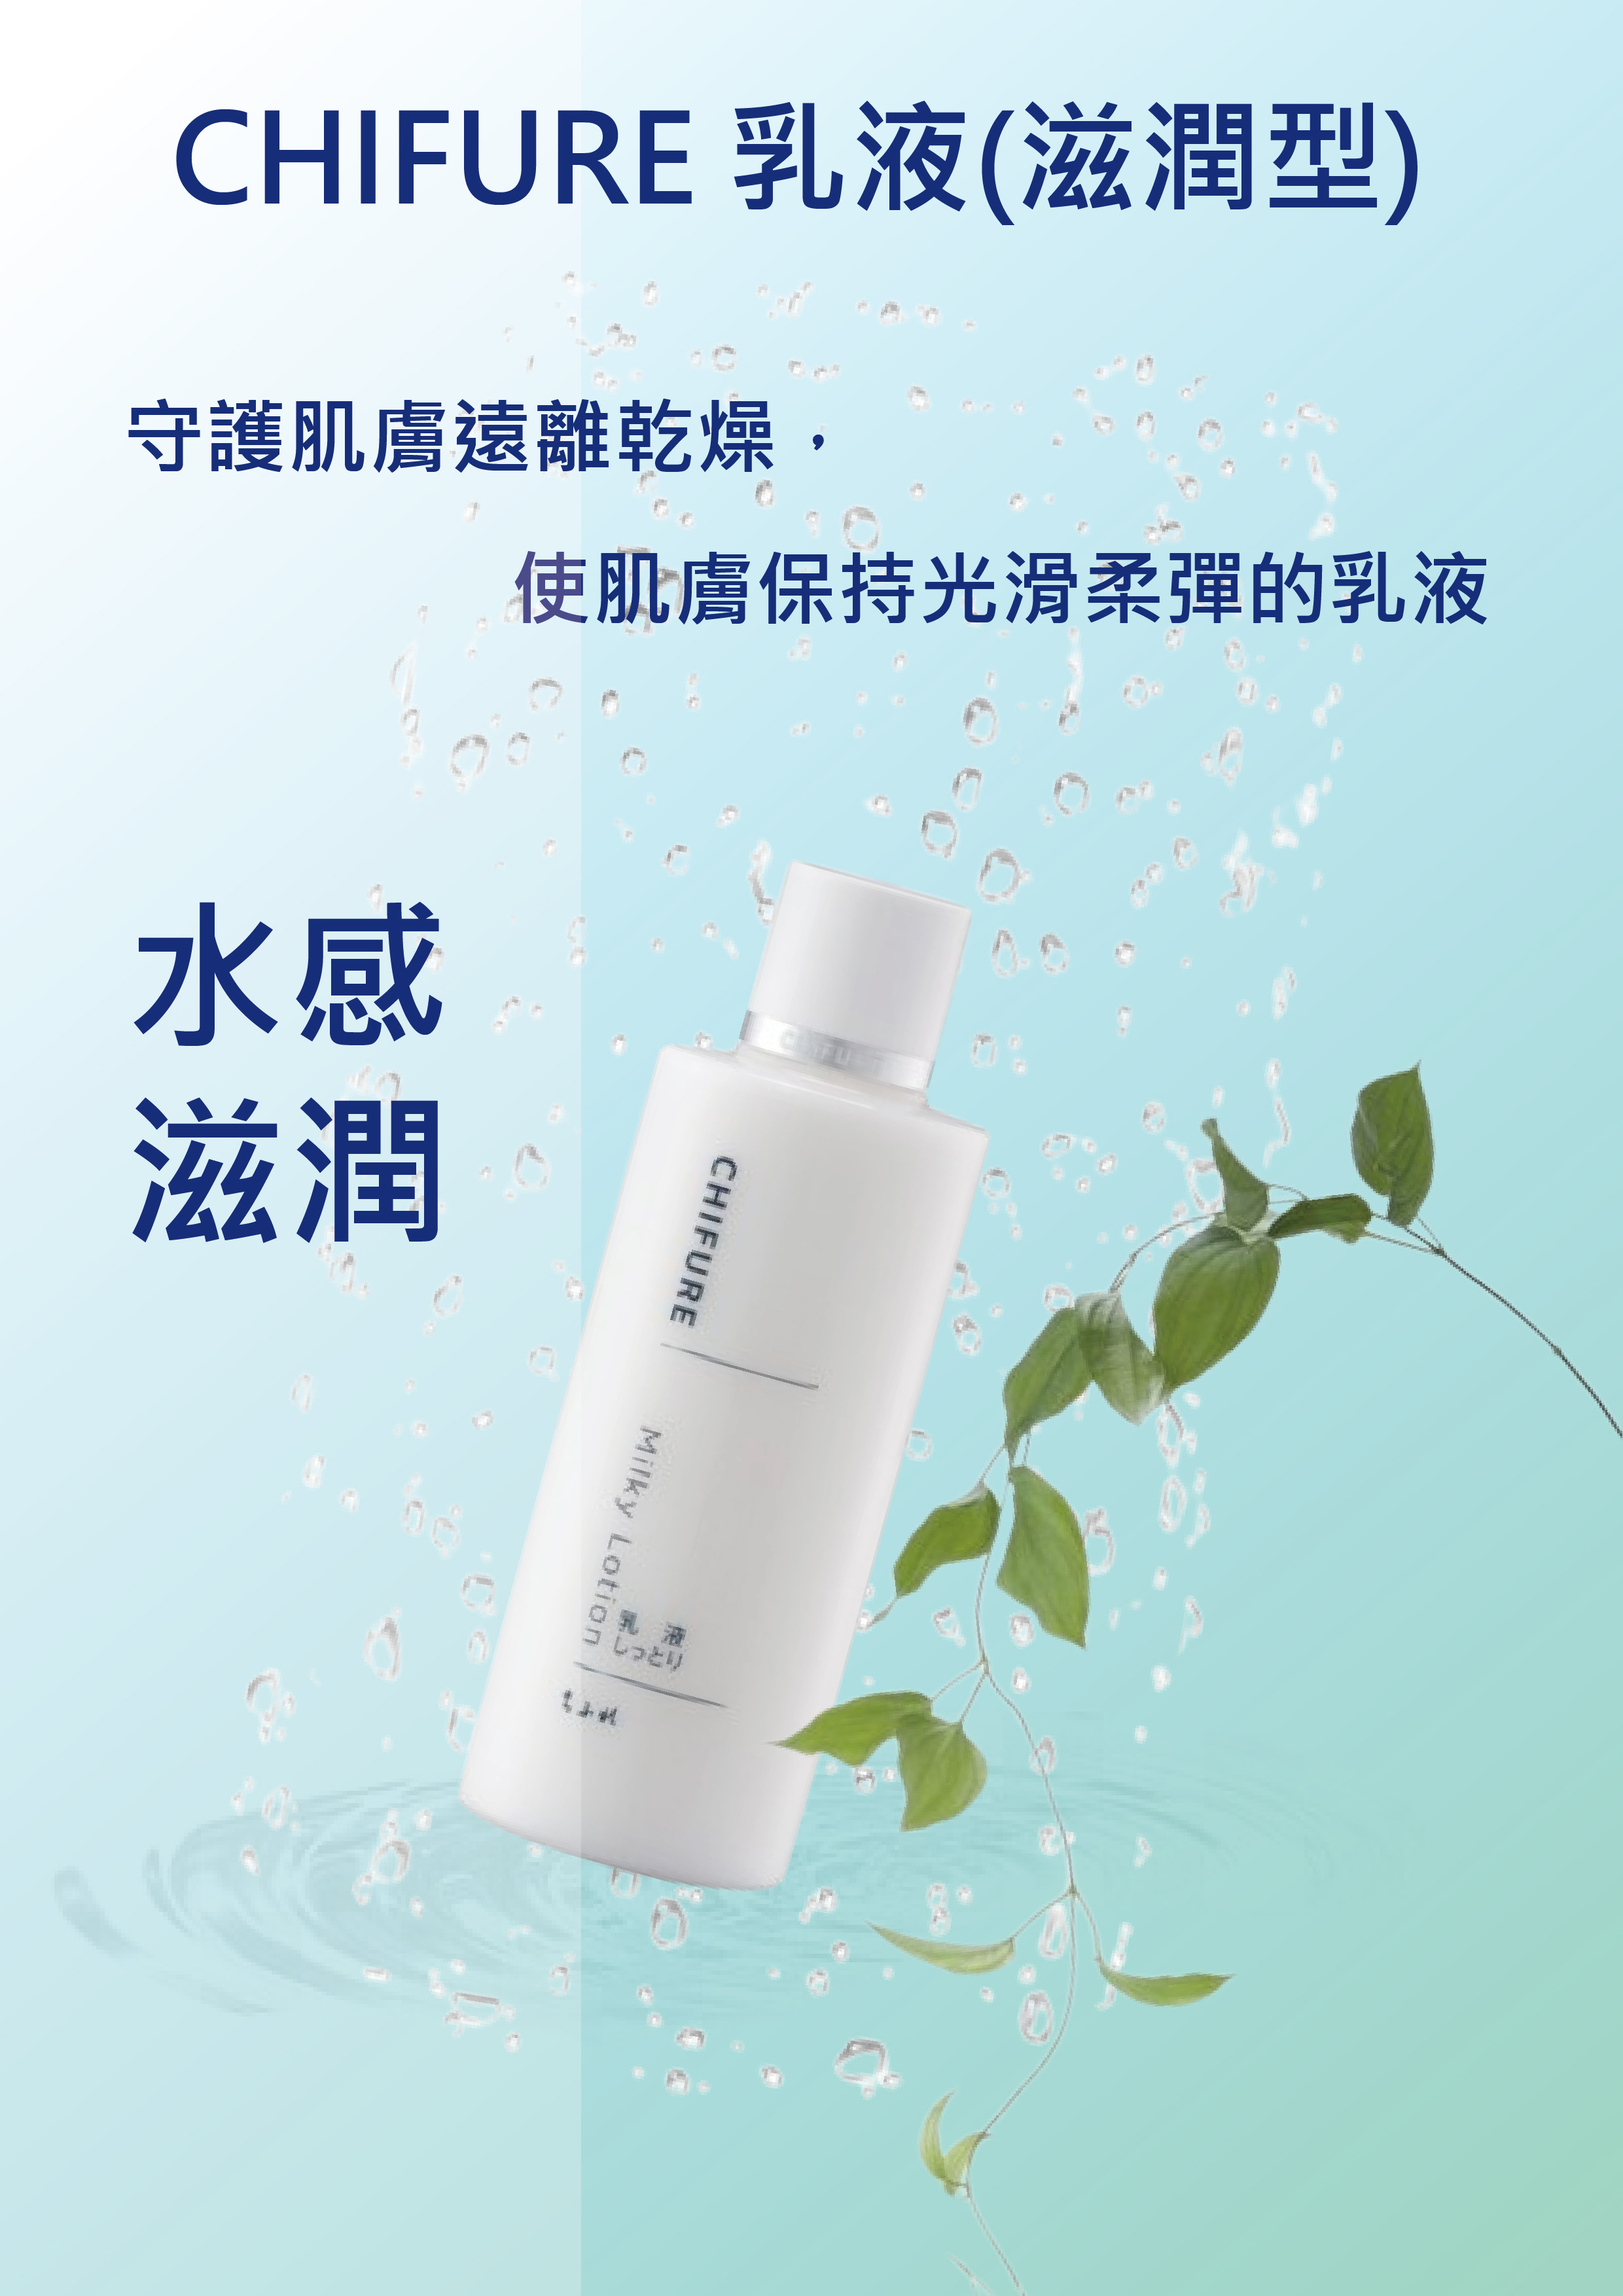 CHIFURE 乳液(滋潤型)
守護肌膚遠離乾燥，
使肌膚保持光滑柔彈的乳液
水感
滋潤
CHIFURE
Milky Lotion
乳 液
しっとり